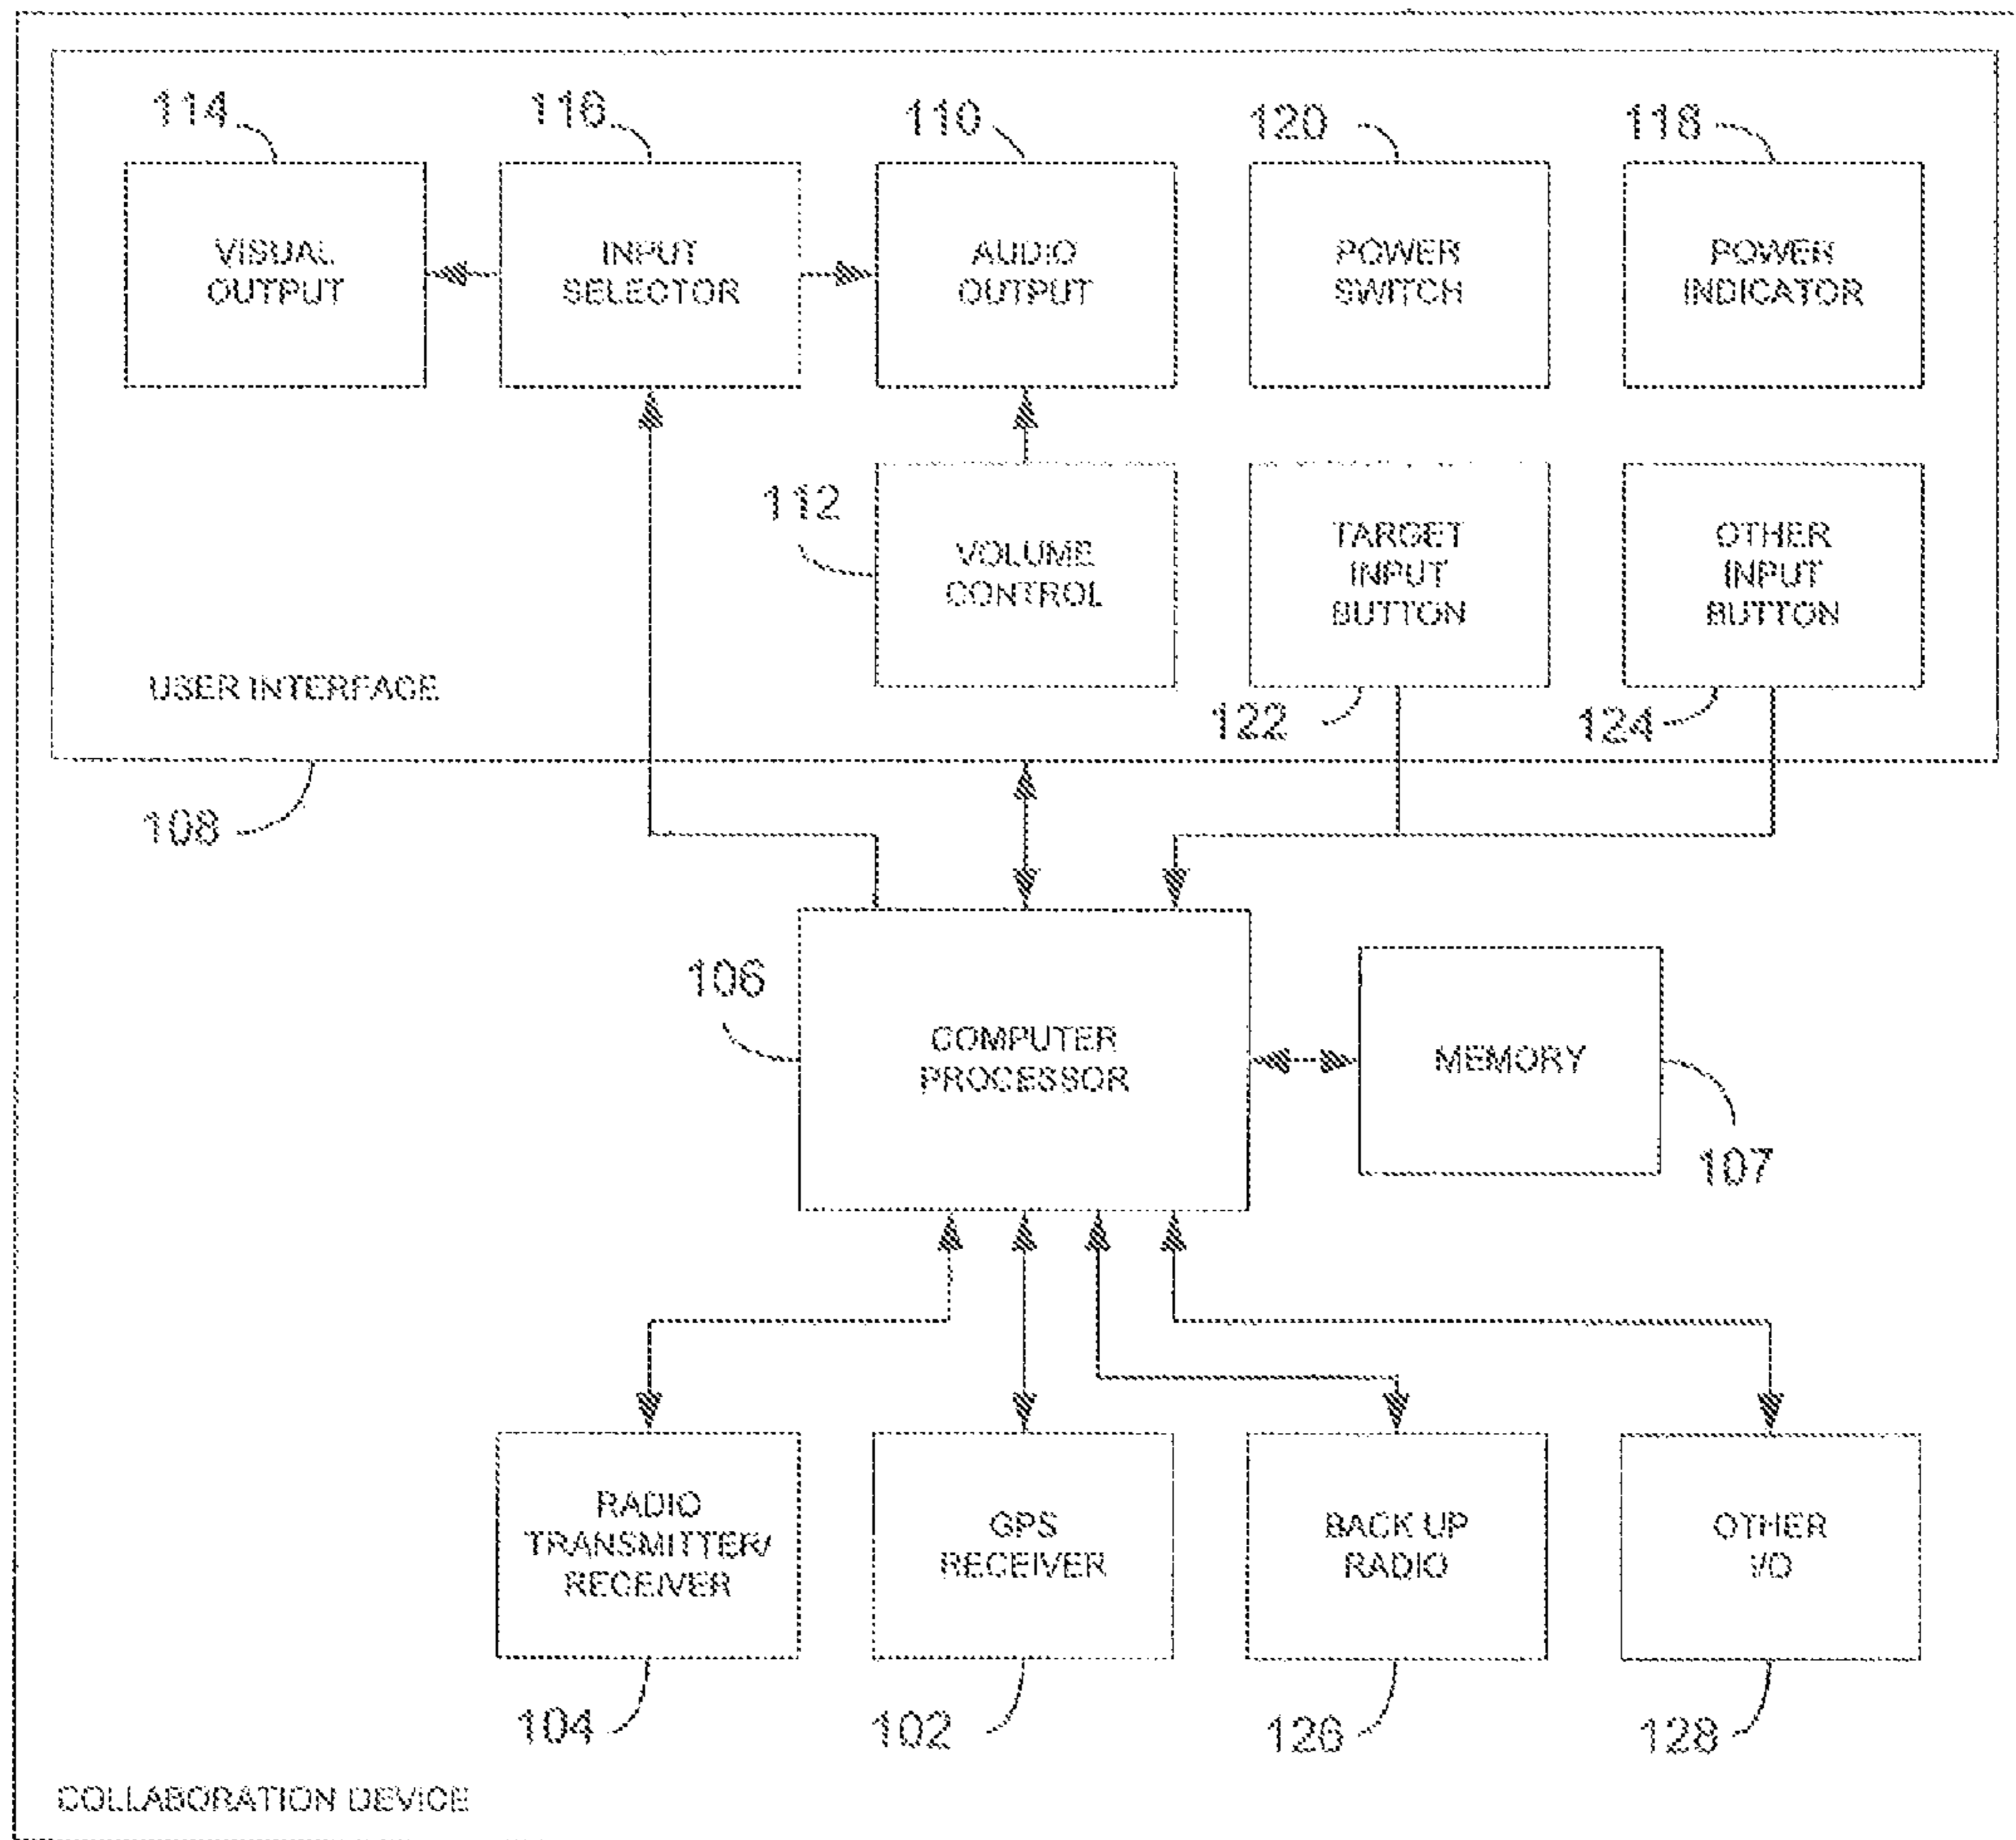 114
116
110
120
118
VISUAL
OUTPUT
INPUT
SELECTOR
AUDIO
OUTPUT
POWER
SWITCH
POWER
INDICATOR
112
VOLUME
CONTROL
TARGET
INPUT
BUTTON
OTHER
INPUT
BUTTON
USER INTERFACE
122
124
108
106
COMPUTER
PROCESSOR
MEMORY
107
RADIO
TRANSMITTER/
RECEIVER
GPS
RECEIVER
BACK UP
RADIO
OTHER
I/O
104
102
126
128
COLLABORATION DEVICE